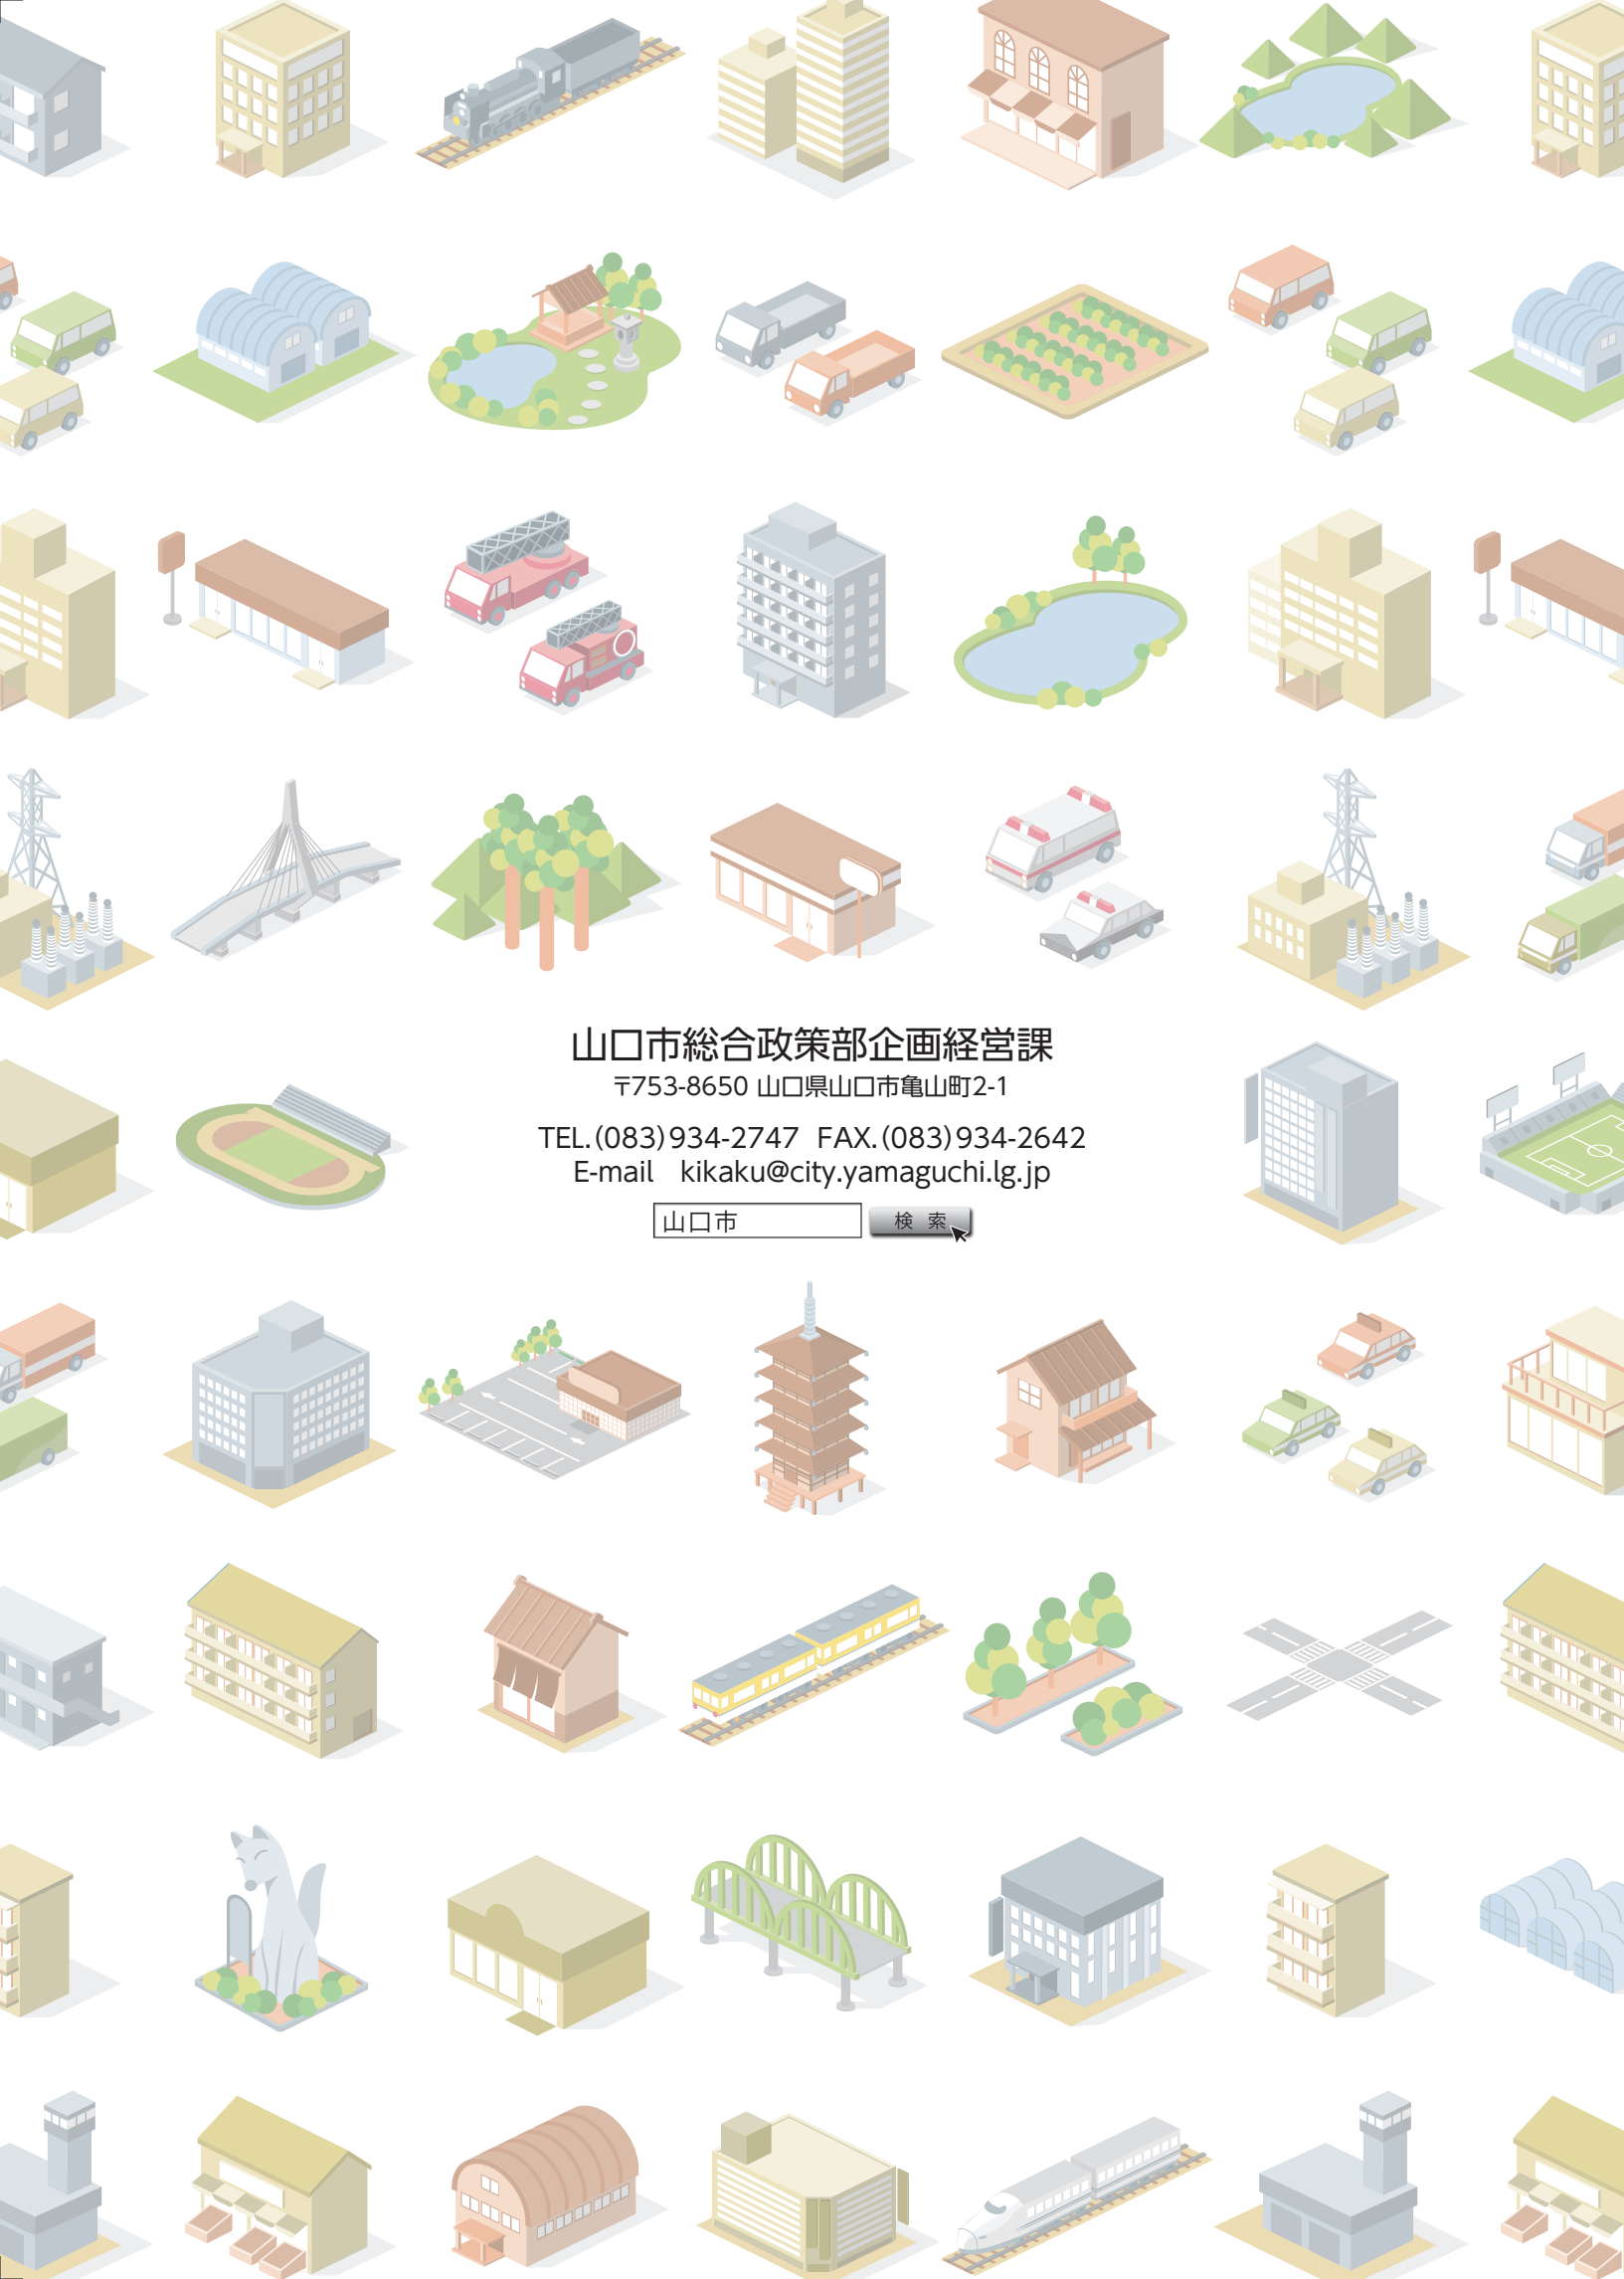 山口市総合政策部企画経営課
〒753-8650 山口県山口市亀山町2-1
TEL.(083)934-2747 FAX.(083)934-2642
E-mail kikaku@city.yamaguchi.lg.jp
山口市 検索